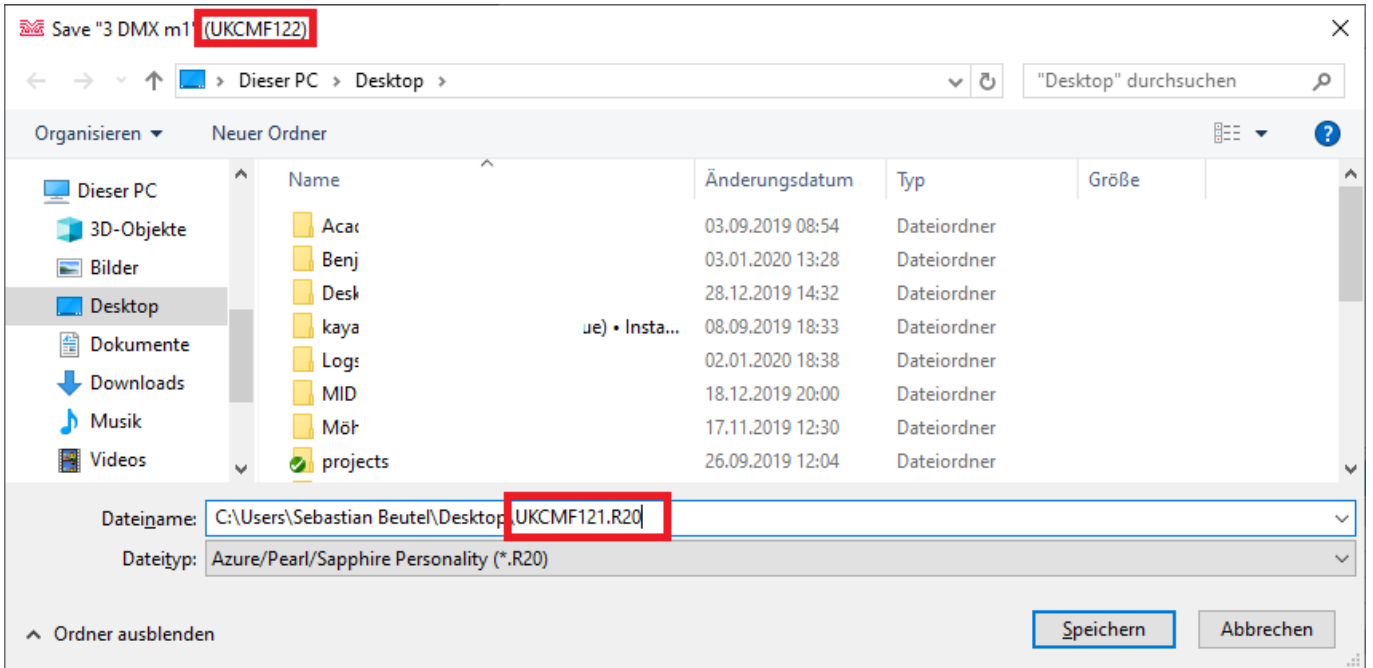 Save "3 DMX m1" (UKCMF122)
Dieser PC > Desktop >
"Desktop" durchsuchen
Organisieren
Neuer Ordner
Name Änderungsdatum Typ Größe
Dieser PC
3D-Objekte
Bilder
Desktop
Dokumente
Downloads
Musik
Videos
Acad 03.09.2019 08:54 Dateiordner
Benj 03.01.2020 13:28 Dateiordner
Desk 28.12.2019 14:32 Dateiordner
kaya ue) • Insta... 08.09.2019 18:33 Dateiordner
Logs 02.01.2020 18:38 Dateiordner
MID 18.12.2019 20:00 Dateiordner
Möh 17.11.2019 12:30 Dateiordner
projects 26.09.2019 12:04 Dateiordner
Dateiname: C:\Users\Sebastian Beutel\Desktop\UKCMF121.R20
Dateityp: Azure/Pearl/Sapphire Personality (*.R20)
Ordner ausblenden
Speichern Abbrechen